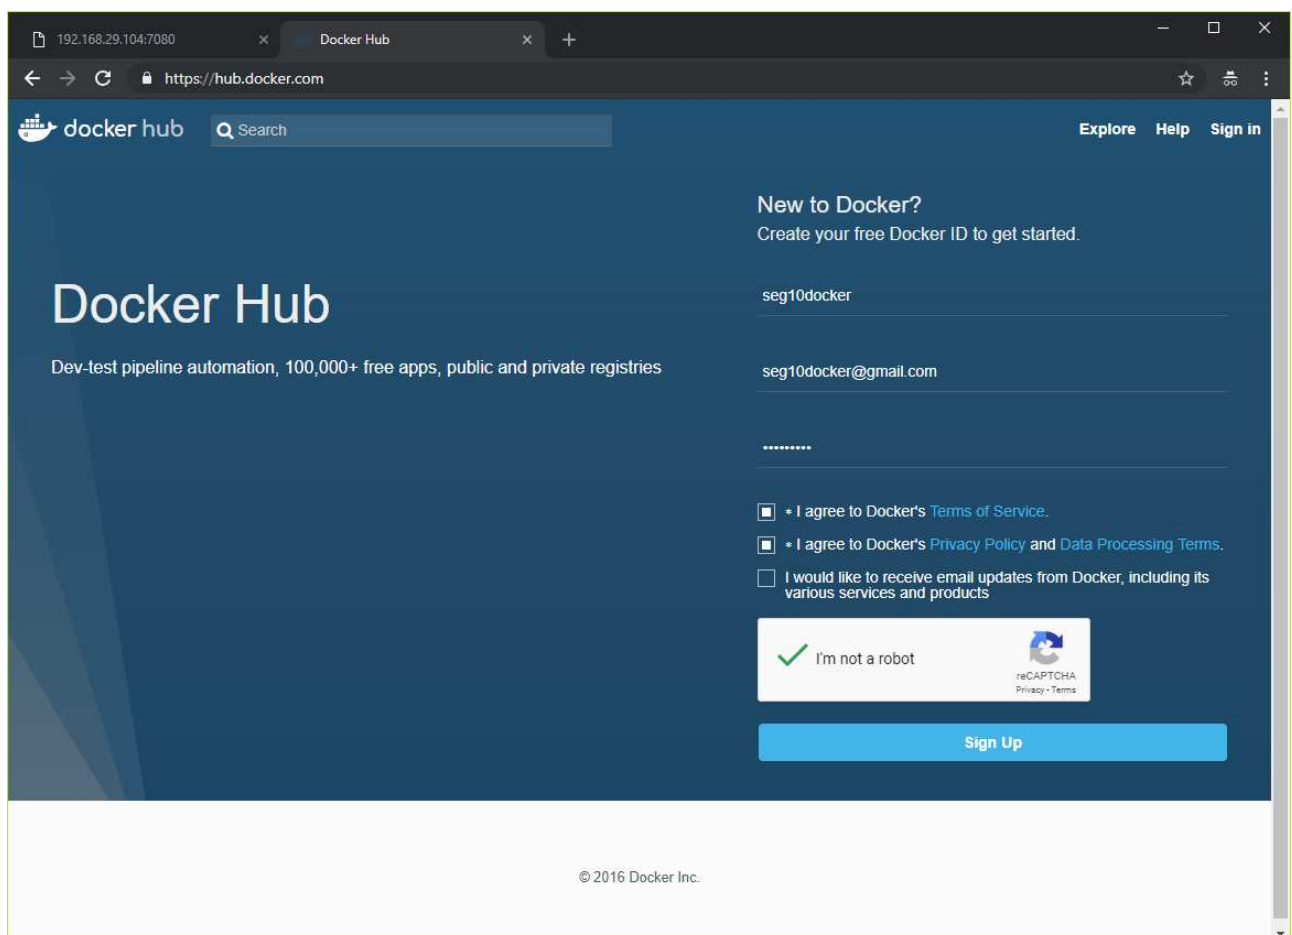 192.168.29.104:7080
Docker Hub
https://hub.docker.com
docker hub
Search
Explore Help Sign in
New to Docker?
Create your free Docker ID to get started.
seg10docker
Docker Hub
Dev-test pipeline automation, 100,000+ free apps, public and private registries
seg10docker@gmail.com
•••••••••
* I agree to Docker's Terms of Service.
* I agree to Docker's Privacy Policy and Data Processing Terms.
I would like to receive email updates from Docker, including its
various services and products
I'm not a robot
reCAPTCHA
Privacy - Terms
Sign Up
© 2016 Docker Inc.